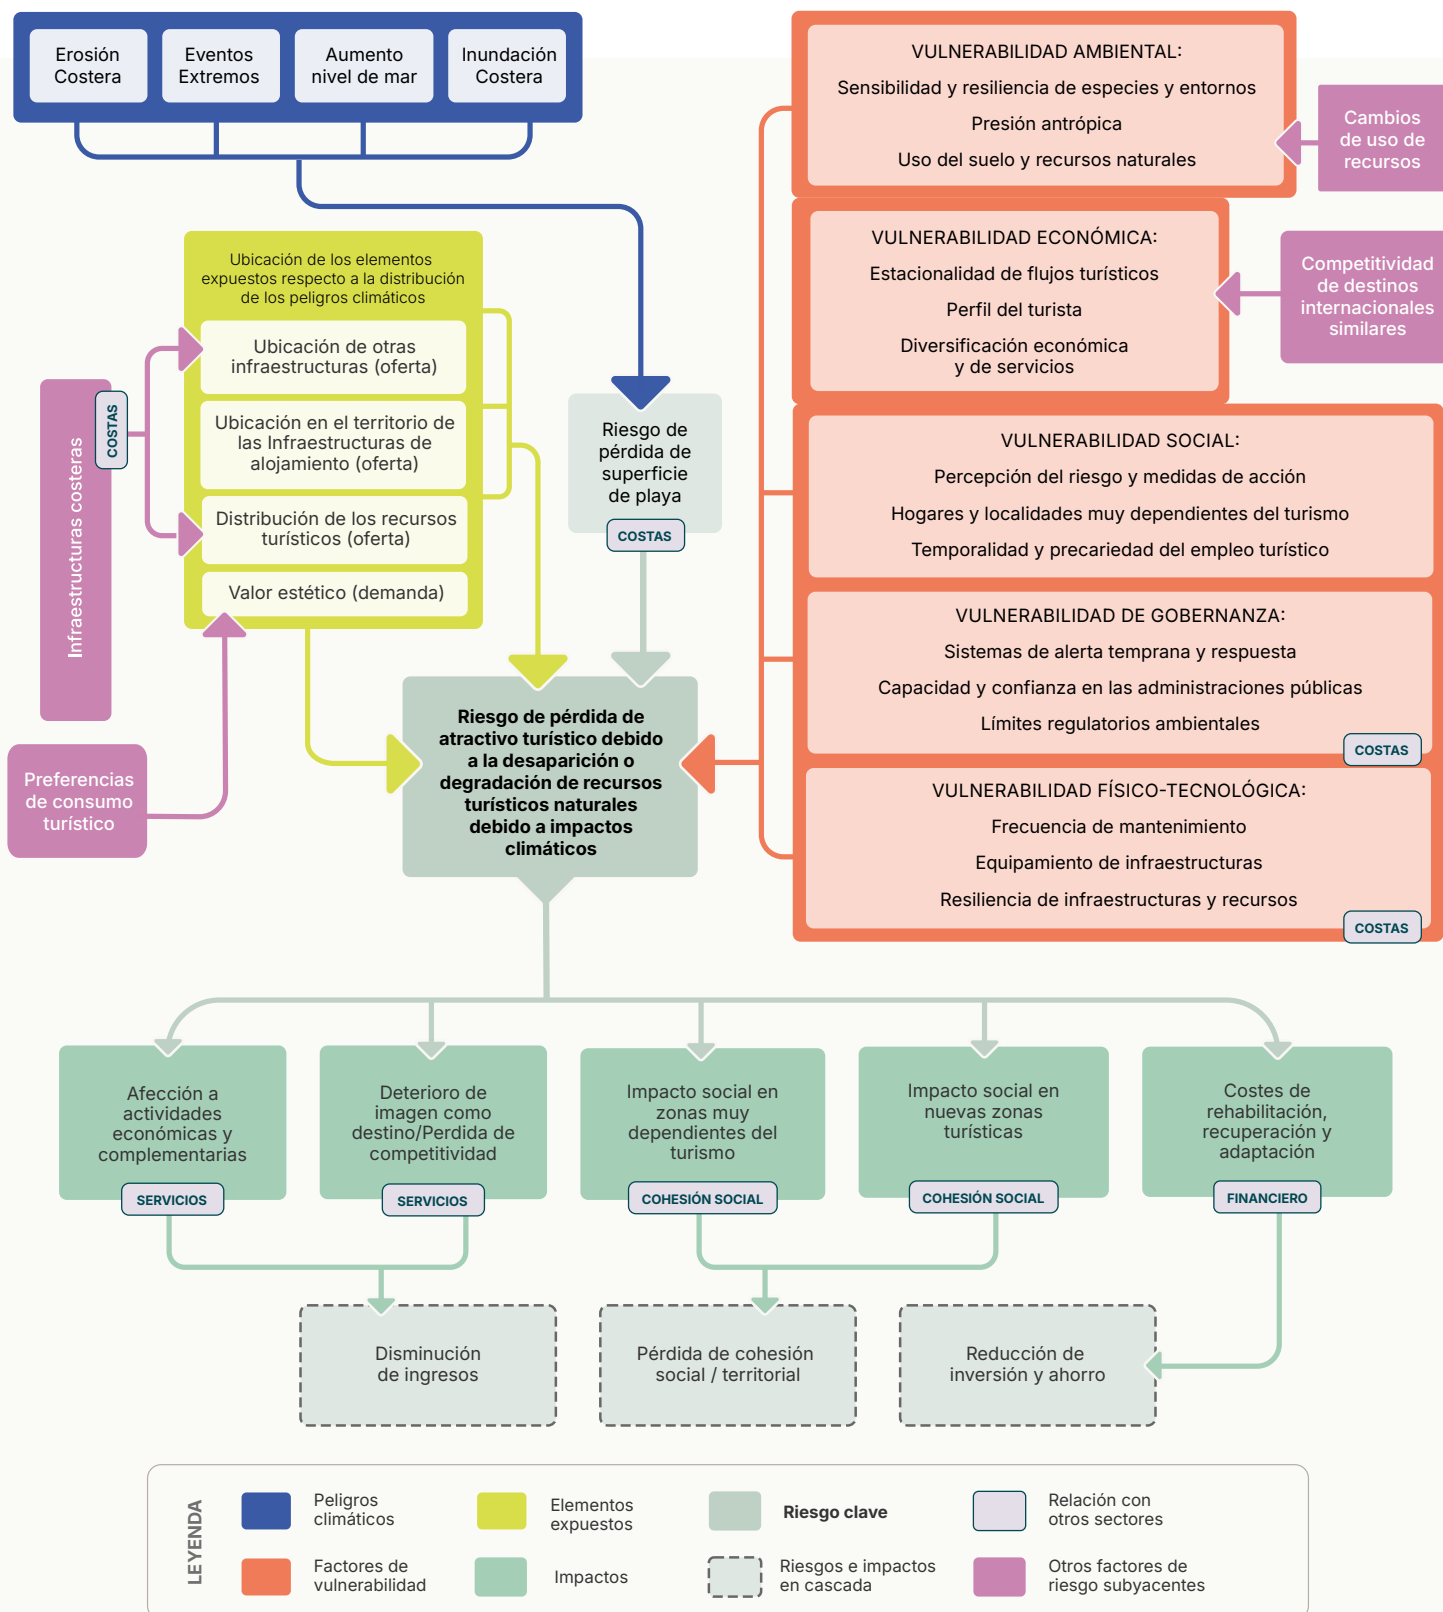 Erosión
Costera
Eventos
Extremos
Aumento
nivel de mar
Inundación
Costera
VULNERABILIDAD AMBIENTAL:
Sensibilidad y resiliencia de especies y entornos
Presión antrópica
Uso del suelo y recursos naturales
Cambios
de uso de
recursos
VULNERABILIDAD ECONÓMICA:
Estacionalidad de flujos turísticos
Perfil del turista
Diversificación económica
y de servicios
Competitividad
de destinos
internacionales
similares
Ubicación de los elementos
expuestos respecto a la distribución
de los peligros climáticos
Ubicación de otras
infraestructuras (oferta)
Ubicación en el territorio de
las Infraestructuras de
alojamiento (oferta)
Distribución de los recursos
turísticos (oferta)
Valor estético (demanda)
Infraestructuras costeras
COSTAS
Preferencias
de consumo
turístico
Riesgo de
pérdida de
superficie
de playa
COSTAS
VULNERABILIDAD SOCIAL:
Percepción del riesgo y medidas de acción
Hogares y localidades muy dependientes del turismo
Temporalidad y precariedad del empleo turístico
VULNERABILIDAD DE GOBERNANZA:
Sistemas de alerta temprana y respuesta
Capacidad y confianza en las administraciones públicas
Límites regulatorios ambientales
COSTAS
VULNERABILIDAD FÍSICO-TECNOLÓGICA:
Frecuencia de mantenimiento
Equipamiento de infraestructuras
Resiliencia de infraestructuras y recursos
COSTAS
Riesgo de pérdida de
atractivo turístico debido
a la desaparición o
degradación de recursos
turísticos naturales
debido a impactos
climáticos
Afección a
actividades
económicas y
complementarias
SERVICIOS
Deterioro de
imagen como
destino/Perdida de
competitividad
SERVICIOS
Impacto social en
zonas muy
dependientes del
turismo
COHESIÓN SOCIAL
Impacto social en
nuevas zonas
turísticas
COHESIÓN SOCIAL
Costes de
rehabilitación,
recuperación y
adaptación
FINANCIERO
Disminución
de ingresos
Pérdida de cohesión
social / territorial
Reducción de
inversión y ahorro
LEYENDA
Peligros
climáticos
Elementos
expuestos
Riesgo clave
Relación con
otros sectores
Factores de
vulnerabilidad
Impactos
Riesgos e impactos
en cascada
Otros factores de
riesgo subyacentes